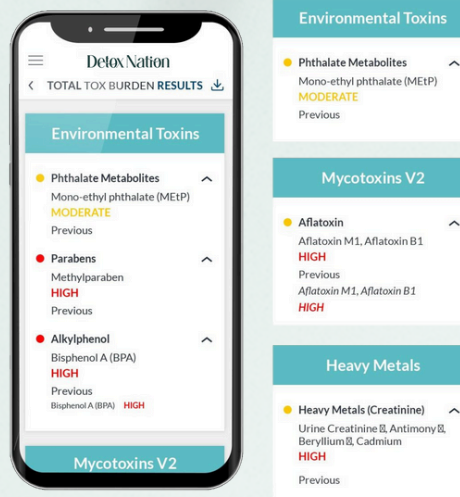 Detox Nation
TOTAL TOX BURDEN RESULTS
Environmental Toxins
Phthalate Metabolites
Mono-ethyl phthalate (MEtP)
MODERATE
Previous
Parabens
Methylparaben
HIGH
Previous
Alkylphenol
Bisphenol A (BPA)
HIGH
Previous
Bisphenol A (BPA) HIGH
Mycotoxins V2
Environmental Toxins
Phthalate Metabolites
Mono-ethyl phthalate (MEtP)
MODERATE
Previous
Mycotoxins V2
Aflatoxin
Aflatoxin M1, Aflatoxin B1
HIGH
Previous
Aflatoxin M1, Aflatoxin B1
HIGH
Heavy Metals
Heavy Metals (Creatinine)
Urine Creatinine, Antimony,
Beryllium, Cadmium
HIGH
Previous